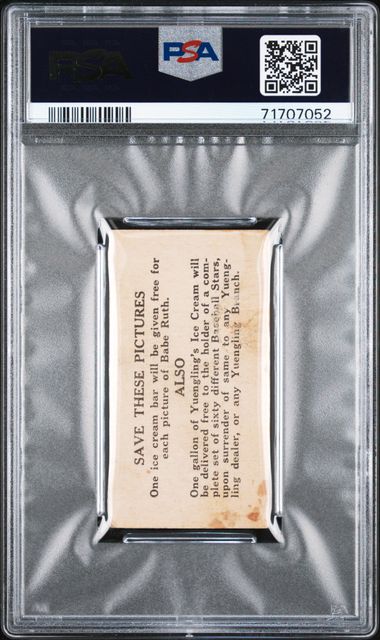 PSA
PSA
71707052
SAVE THESE PICTURES
One ice cream bar will be given free for
each picture of Babe Ruth.
ALSO
One gallon of Yuengling's Ice Cream will
be delivered free to the holder of a com-
plete set of sixty different Baseball Stars,
upon surrender of same to any Yueng-
ling dealer, or any Yuengling Branch.